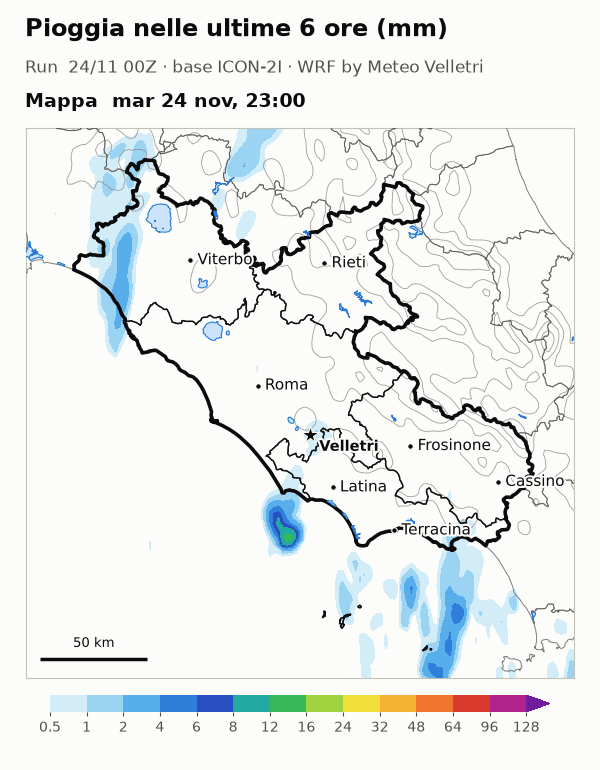 Pioggia nelle ultime 6 ore (mm)
Run 24/11 00Z · base ICON-2I · WRF by Meteo Velletri
Mappa mar 24 nov, 23:00
Viterbo
Rieti
Roma
Velletri
Frosinone
Cassino
Latina
Terracina
50 km
0.5 1 2 4 6 8 12 16 24 32 48 64 96 128